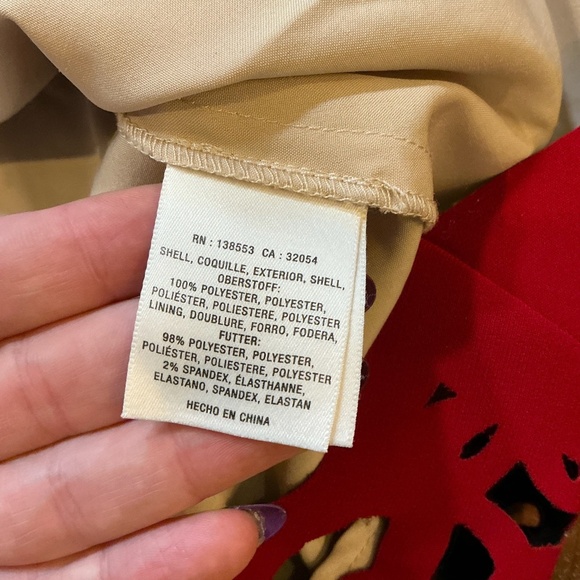 RN : 138553 CA : 32054
SHELL, COQUILLE, EXTERIOR, SHELL,
OBERSTOFF:
100% POLYESTER, POLYESTER,
POLIÉSTER, POLIESTERE, POLYESTER
LINING, DOUBLURE, FORRO, FODERA,
FUTTER:
98% POLYESTER, POLYESTER,
POLIÉSTER, POLIESTERE, POLYESTER
2% SPANDEX, ÉLASTHANNE,
ELASTANO, SPANDEX, ELASTAN
HECHO EN CHINA